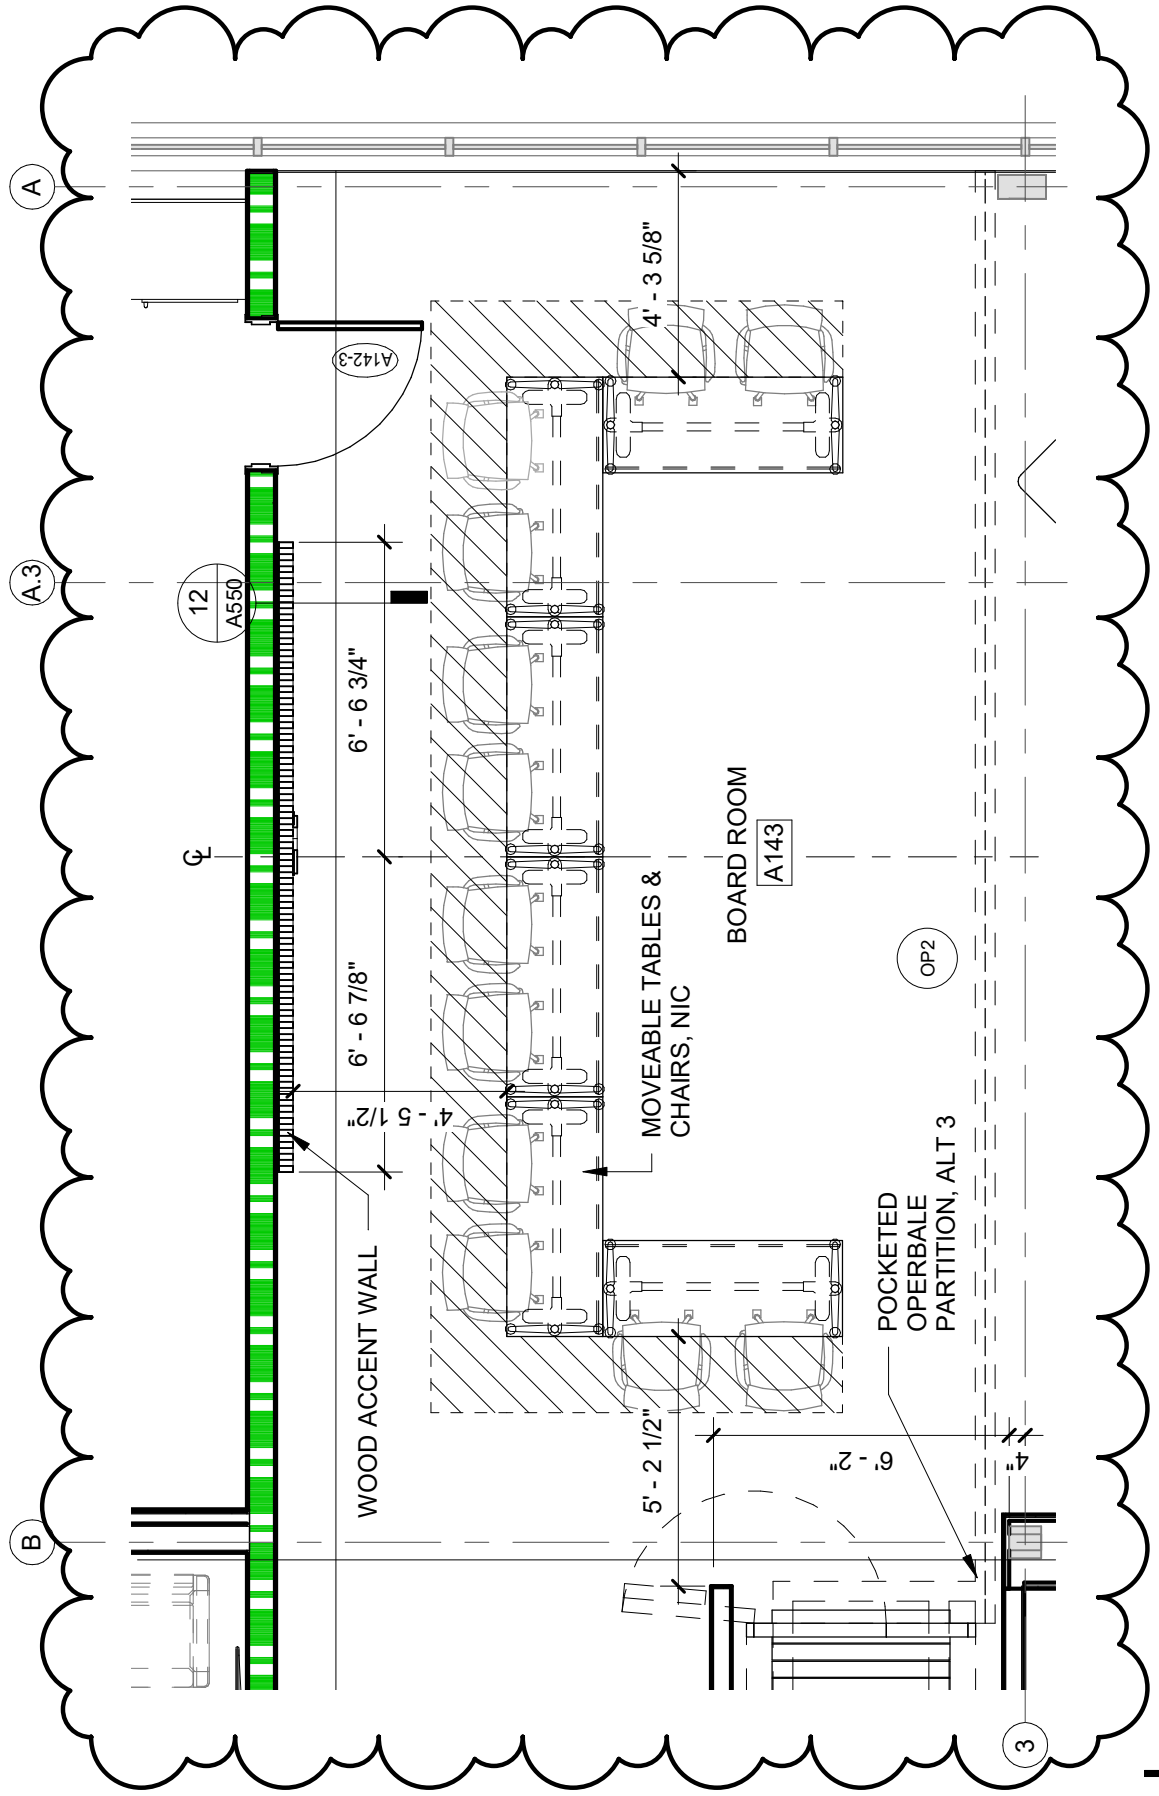 A
A.3
B
3
12
A550
A142-3
4' - 3 5/8"
6' - 6 3/4"
6' - 6 7/8"
4' - 5 1/2"
5' - 2 1/2"
6' - 2"
4"
CL
WOOD ACCENT WALL
MOVEABLE TABLES &
CHAIRS, NIC
BOARD ROOM
A143
OP2
POCKETED
OPERBALE
PARTITION, ALT 3